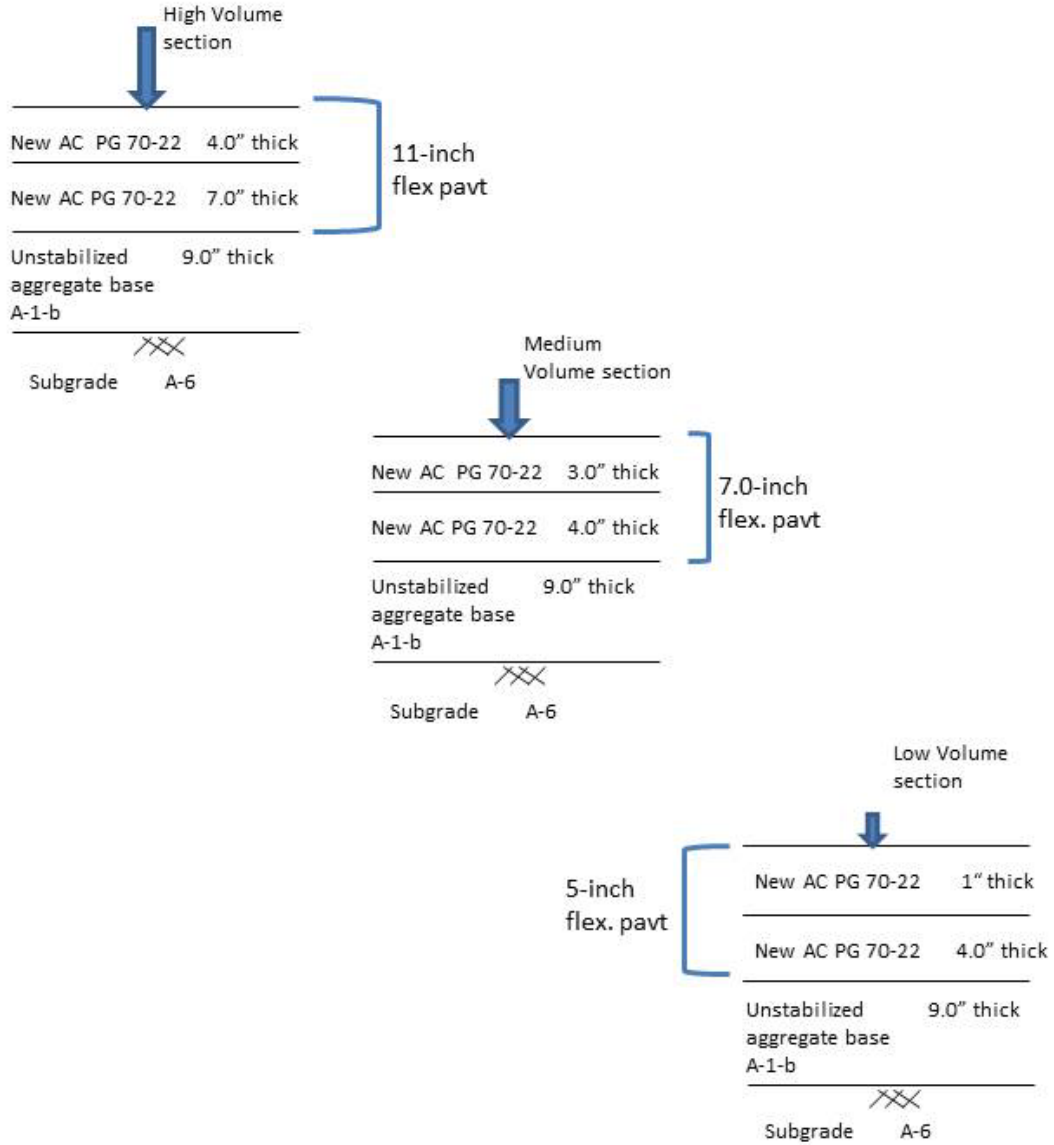 High Volume
section
New AC PG 70-22 4.0” thick
New AC PG 70-22 7.0” thick
11-inch
flex pavt
Unstabilized 9.0” thick
aggregate base
A-1-b
Subgrade A-6
Medium
Volume section
New AC PG 70-22 3.0” thick
New AC PG 70-22 4.0” thick
7.0-inch
flex. pavt
Unstabilized 9.0” thick
aggregate base
A-1-b
Subgrade A-6
Low Volume
section
5-inch
flex. pavt
New AC PG 70-22 1“ thick
New AC PG 70-22 4.0” thick
Unstabilized 9.0” thick
aggregate base
A-1-b
Subgrade A-6